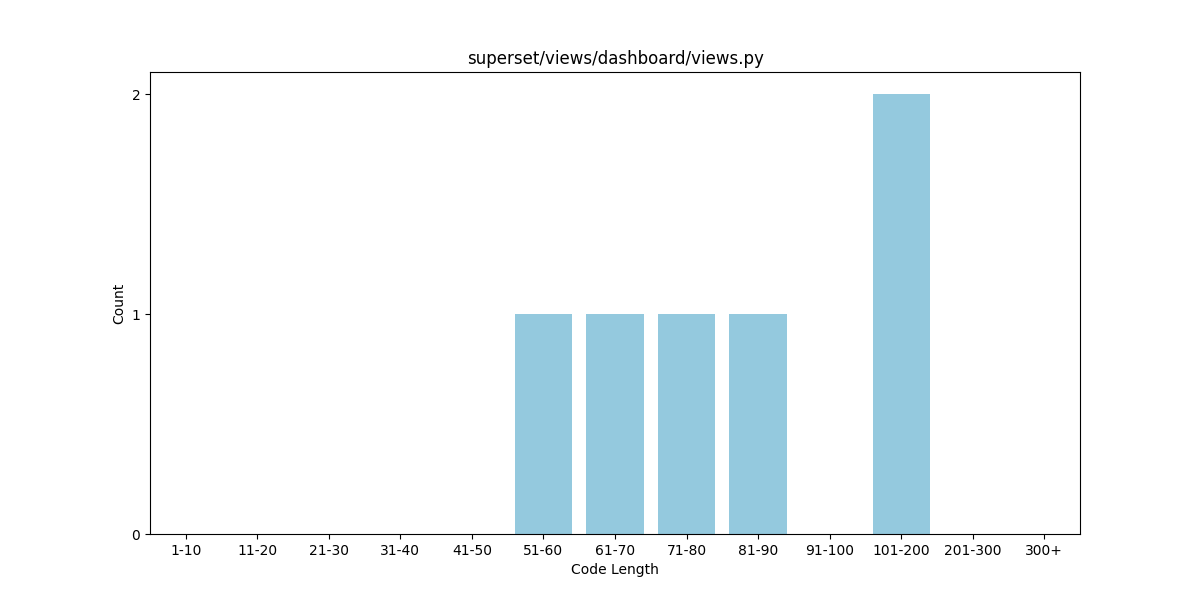 superset/views/dashboard/views.py
Count
2
1
0
1-10 11-20 21-30 31-40 41-50 51-60 61-70 71-80 81-90 91-100 101-200 201-300 300+
Code Length